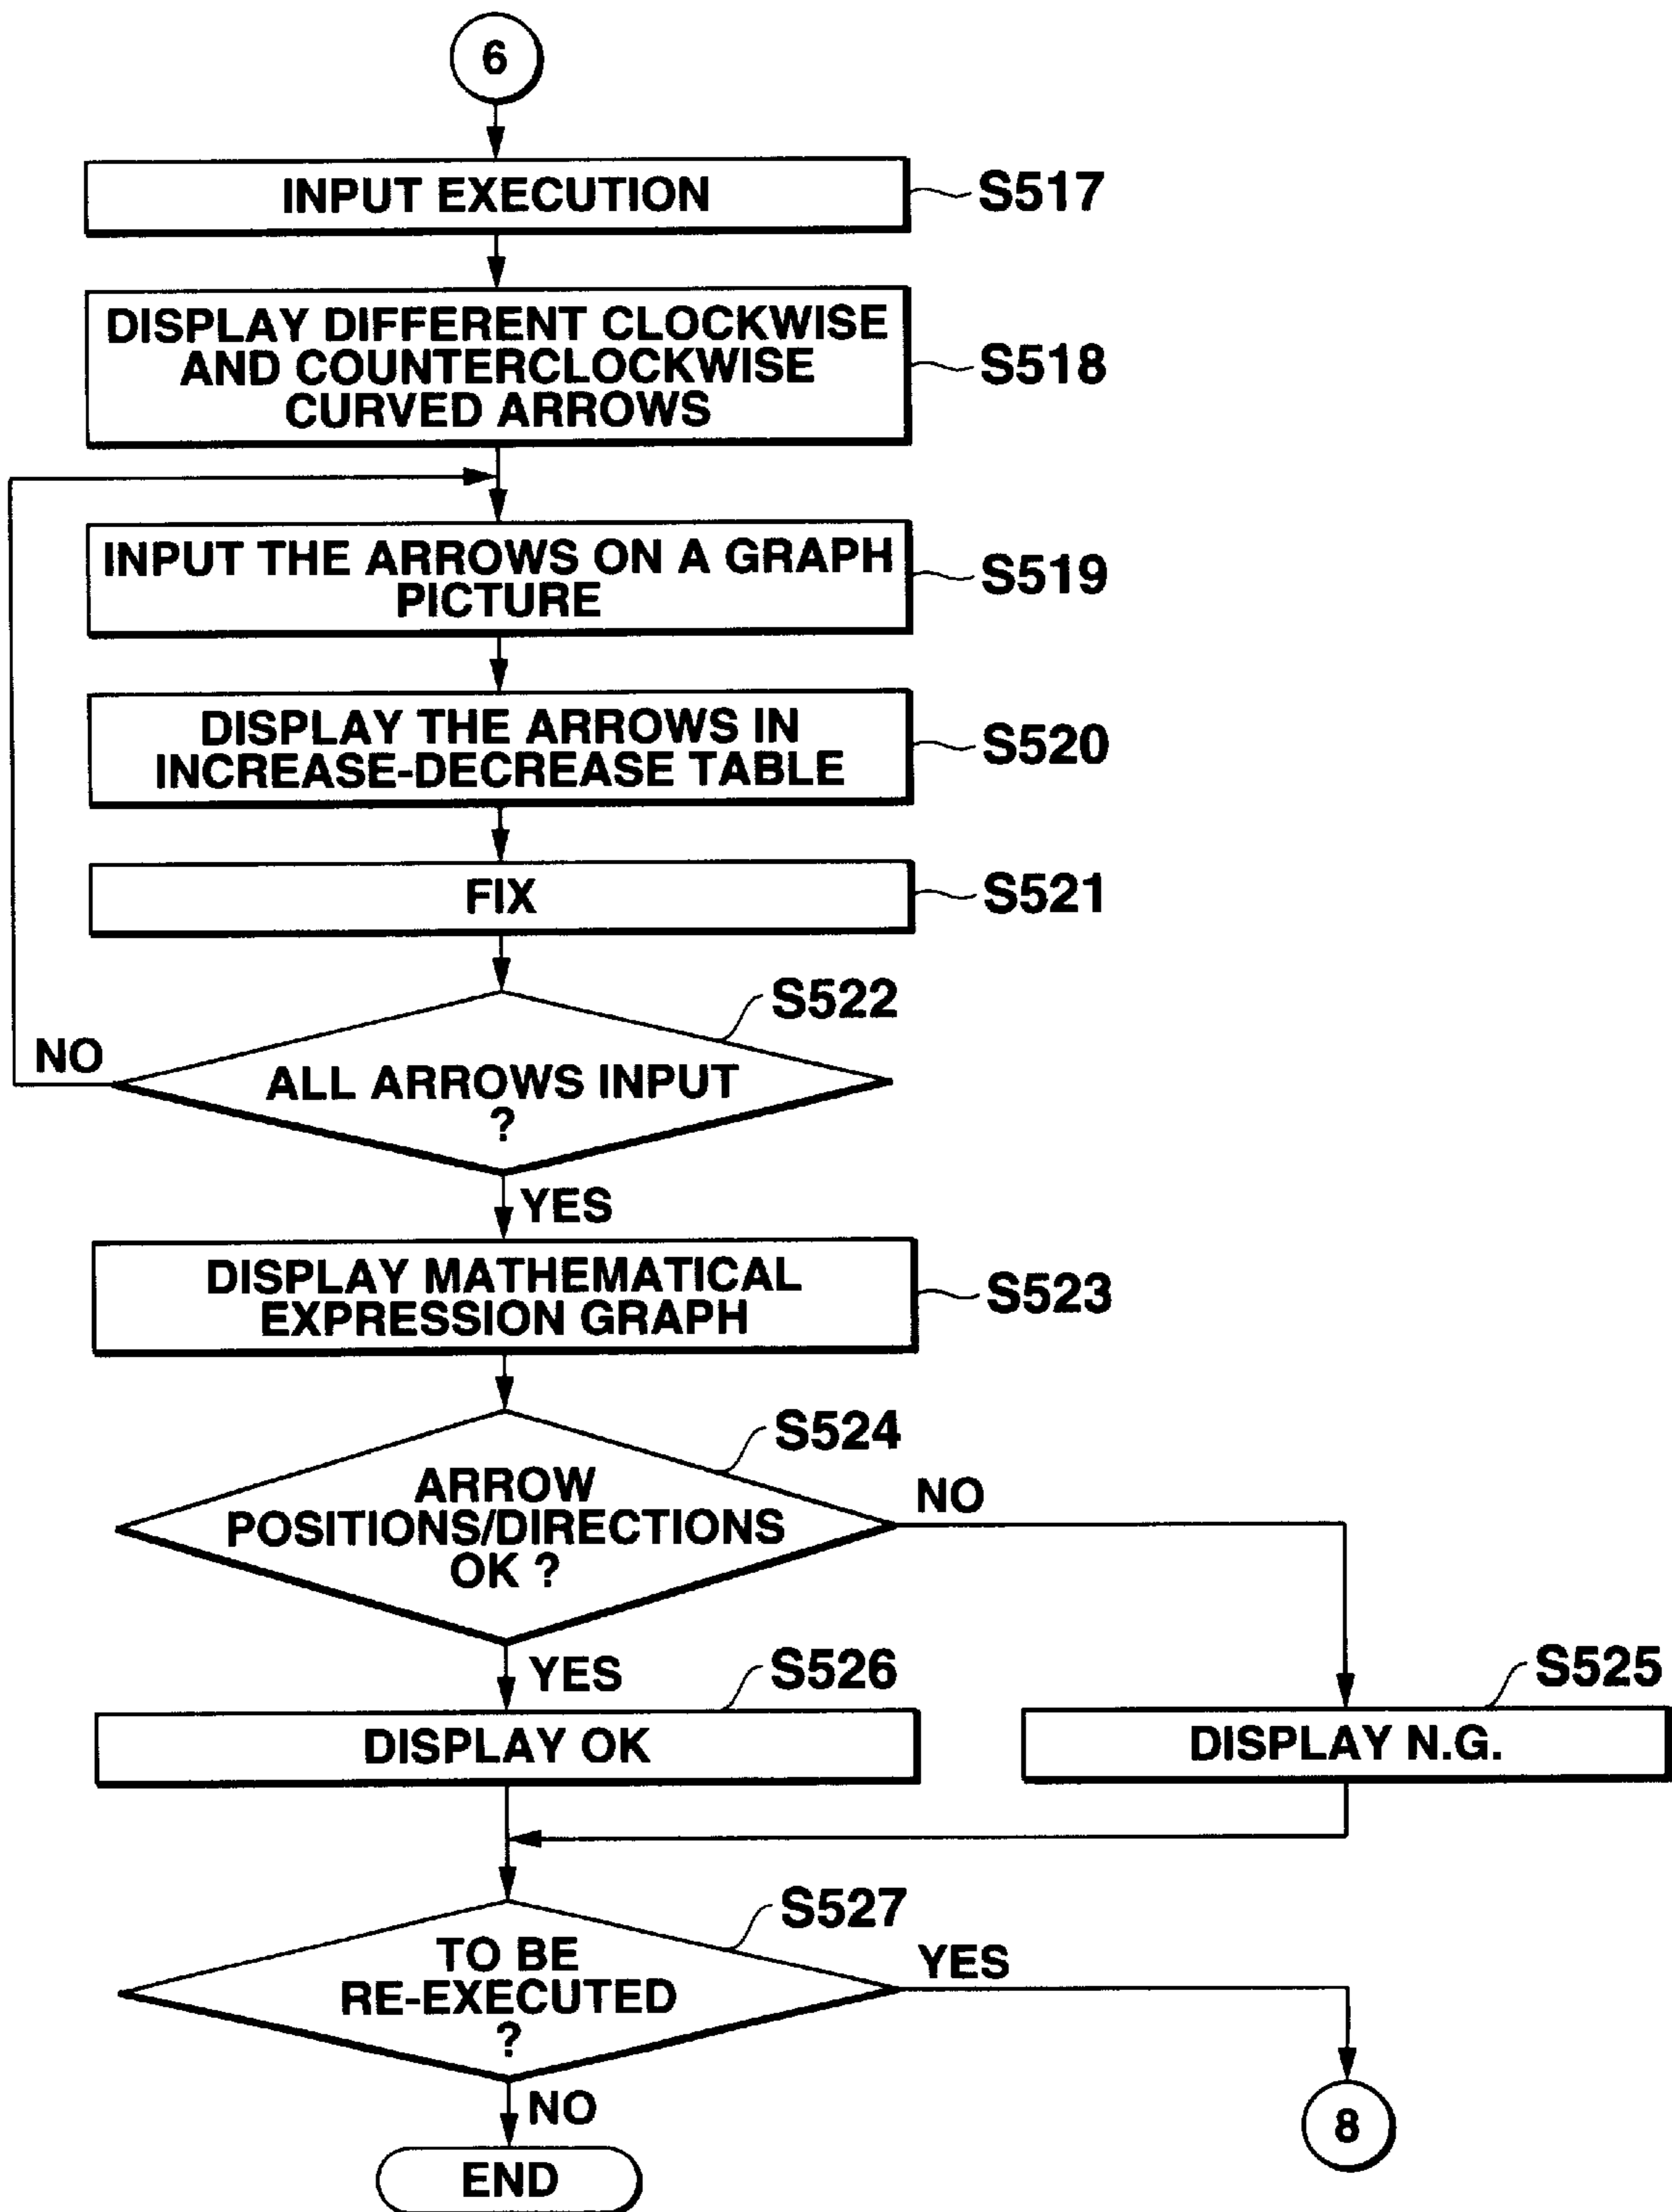 6
INPUT EXECUTION
S517
DISPLAY DIFFERENT CLOCKWISE
AND COUNTERCLOCKWISE
CURVED ARROWS
S518
INPUT THE ARROWS ON A GRAPH
PICTURE
S519
DISPLAY THE ARROWS IN
INCREASE-DECREASE TABLE
S520
FIX
S521
S522
NO
ALL ARROWS INPUT
?
YES
DISPLAY MATHEMATICAL
EXPRESSION GRAPH
S523
S524
ARROW
POSITIONS/DIRECTIONS
OK ?
NO
YES
S526
S525
DISPLAY OK
DISPLAY N.G.
S527
TO BE
RE-EXECUTED
?
YES
NO
8
END